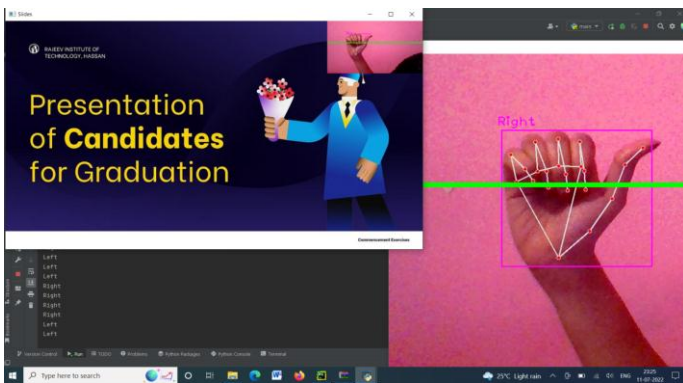 Slides
main
RAJEEV INSTITUTE OF
TECHNOLOGY, HASSAN
Presentation
of Candidates
for Graduation
Commencement Exercises
Right
Left
Left
Left
Right
Right
Right
Right
Left
Left
Version Control
Run
TODO
Problems
Python Packages
Python Console
Terminal
Type here to search
25°C Light rain
ENG
23:25
11-07-2022